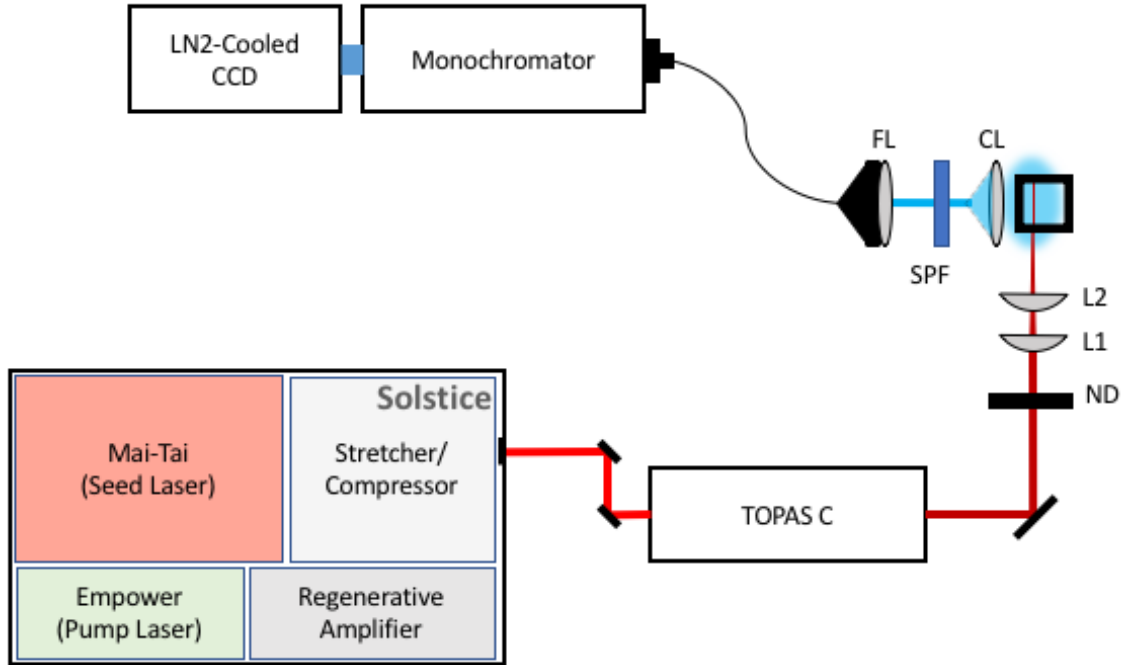 LN2-Cooled
CCD
Monochromator
FL
CL
SPF
L2
L1
ND
Solstice
Mai-Tai
(Seed Laser)
Stretcher/
Compressor
TOPAS C
Empower
(Pump Laser)
Regenerative
Amplifier